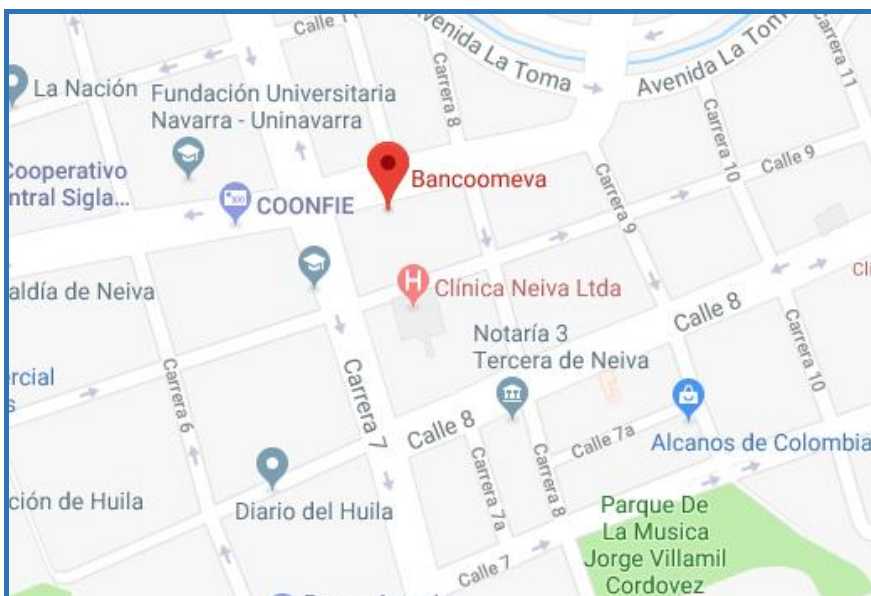 Calle 11
Avenida La Toma
Avenida La Toma
Carrera 11
La Nación
Fundación Universitaria
Navarra - Uninavarra
Carrera 8
Carrera 10
Calle 9
Cooperativo
ntral Sigla...
Bancoomeva
COONFIE
Carrera 9
aldía de Neiva
Clínica Neiva Ltda
Cli
Calle 8
Notaría 3
Tercera de Neiva
rcial
s
Carrera 6
Carrera 7
Carrera 10
Calle 8
Calle 7a
Alcanos de Colombia
Carrera 7a
Carrera 8
ción de Huila
Diario del Huila
Parque De
La Musica
Jorge Villamil
Cordovez
Calle 7